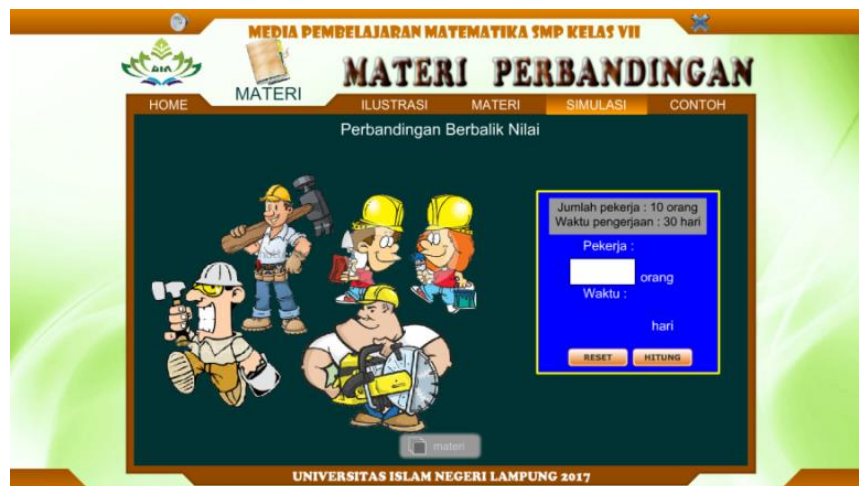 MEDIA PEMBELAJARAN MATEMATIKA SMP KELAS VII
MATERI
MATERI PERBANDINGAN
HOME
ILUSTRASI
MATERI
SIMULASI
CONTOH
Perbandingan Berbalik Nilai
Jumlah pekerja : 10 orang
Waktu pengerjaan : 30 hari
Pekerja :
orang
Waktu :
hari
RESET
HITUNG
materi
UNIVERSITAS ISLAM NEGERI LAMPUNG 2017